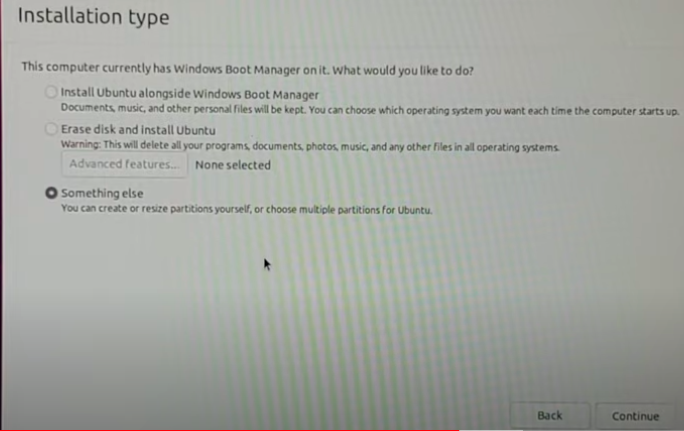 Installation type
This computer currently has Windows Boot Manager on it. What would you like to do?
Install Ubuntu alongside Windows Boot Manager
Documents, music, and other personal files will be kept. You can choose which operating system you want each time the computer starts up.
Erase disk and install Ubuntu
Warning: This will delete all your programs, documents, photos, music, and any other files in all operating systems.
Advanced features... None selected
Something else
You can create or resize partitions yourself, or choose multiple partitions for Ubuntu.
Back Continue